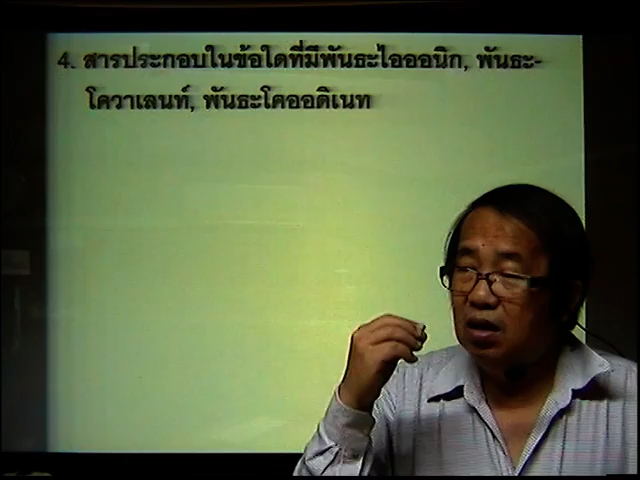 4. สารประกอบในข้อใดที่มีพันธะไอออนิก, พันธะ-
โควาเลนท์, พันธะโคออดิเนท